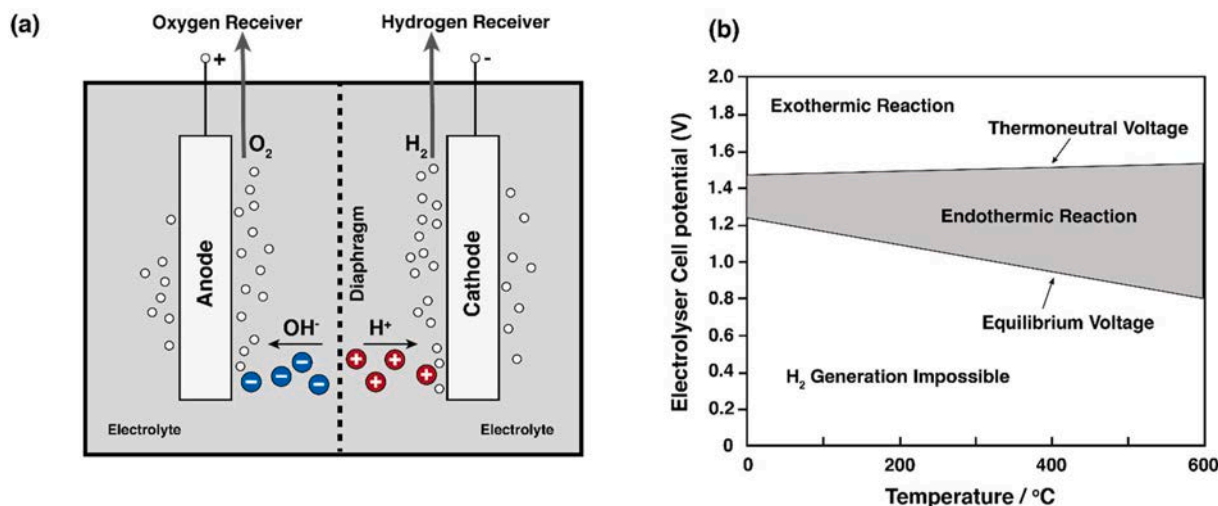 (a)
Oxygen Receiver
Hydrogen Receiver
+
-
O₂
H₂
Anode
Diaphragm
Cathode
OH⁻
H⁺
− − − −
+ + + +
Electrolyte
Electrolyte
(b)
Electrolyser Cell potential (V)
2.0
1.8
1.6
1.4
1.2
1.0
0.8
0.6
0.4
0.2
0
Exothermic Reaction
Thermoneutral Voltage
Endothermic Reaction
Equilibrium Voltage
H₂ Generation Impossible
0
200
400
600
Temperature / °C